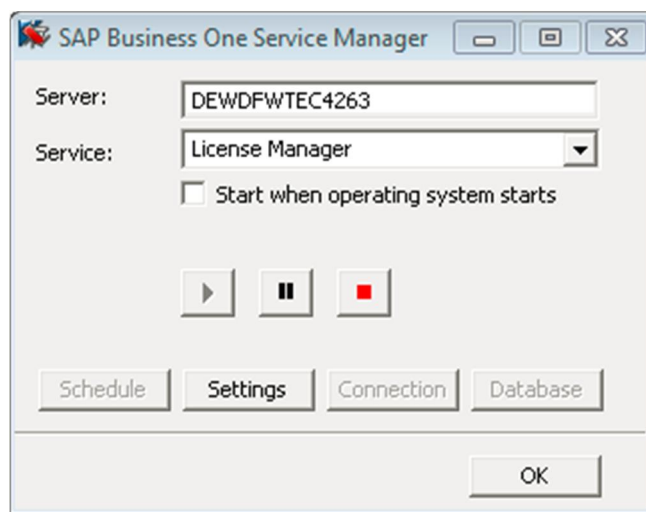 SAP Business One Service Manager
Server: DEWDFWTEC4263
Service: License Manager
Start when operating system starts
Schedule Settings Connection Database
OK